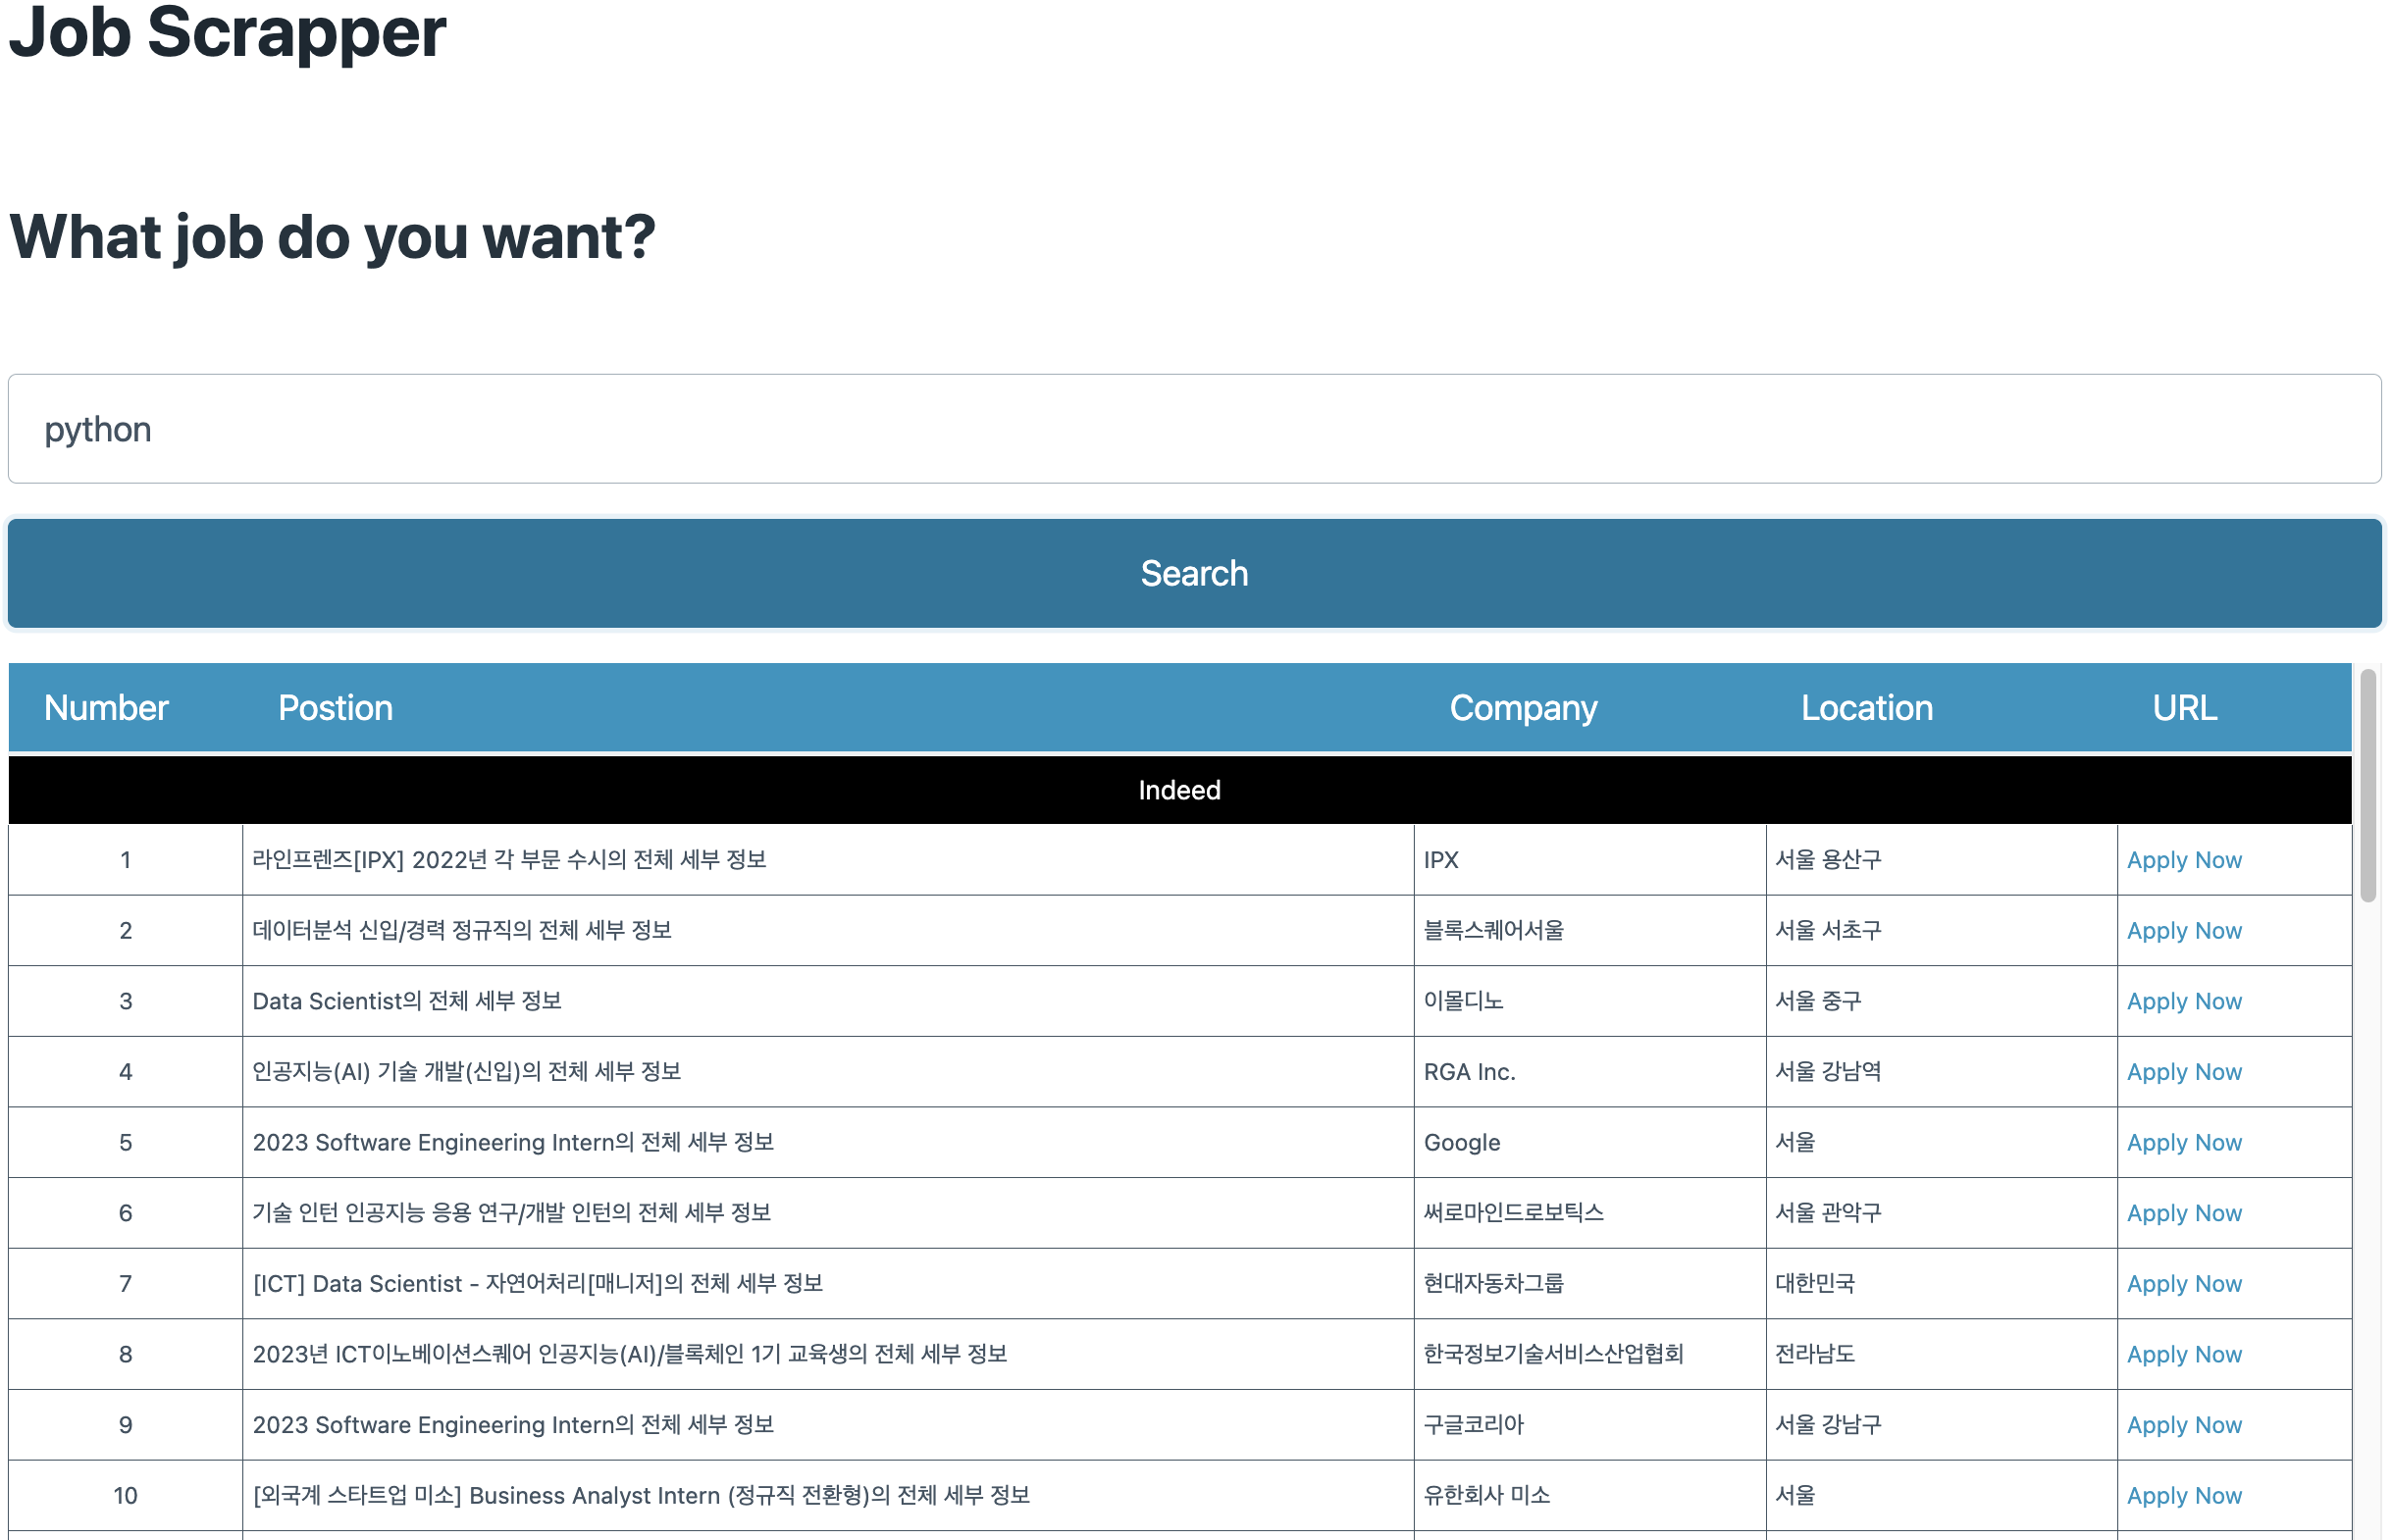 Job Scrapper
What job do you want?
python
Search
Number Postion Company Location URL
Indeed
1 라인프렌즈[IPX] 2022년 각 부문 수시의 전체 세부 정보 IPX 서울 용산구 Apply Now
2 데이터분석 신입/경력 정규직의 전체 세부 정보 블록스퀘어서울 서울 서초구 Apply Now
3 Data Scientist의 전체 세부 정보 이몰디노 서울 중구 Apply Now
4 인공지능(AI) 기술 개발(신입)의 전체 세부 정보 RGA Inc. 서울 강남역 Apply Now
5 2023 Software Engineering Intern의 전체 세부 정보 Google 서울 Apply Now
6 기술 인턴 인공지능 응용 연구/개발 인턴의 전체 세부 정보 써로마인드로보틱스 서울 관악구 Apply Now
7 [ICT] Data Scientist - 자연어처리[매니저]의 전체 세부 정보 현대자동차그룹 대한민국 Apply Now
8 2023년 ICT이노베이션스퀘어 인공지능(AI)/블록체인 1기 교육생의 전체 세부 정보 한국정보기술서비스산업협회 전라남도 Apply Now
9 2023 Software Engineering Intern의 전체 세부 정보 구글코리아 서울 강남구 Apply Now
10 [외국계 스타트업 미소] Business Analyst Intern (정규직 전환형)의 전체 세부 정보 유한회사 미소 서울 Apply Now